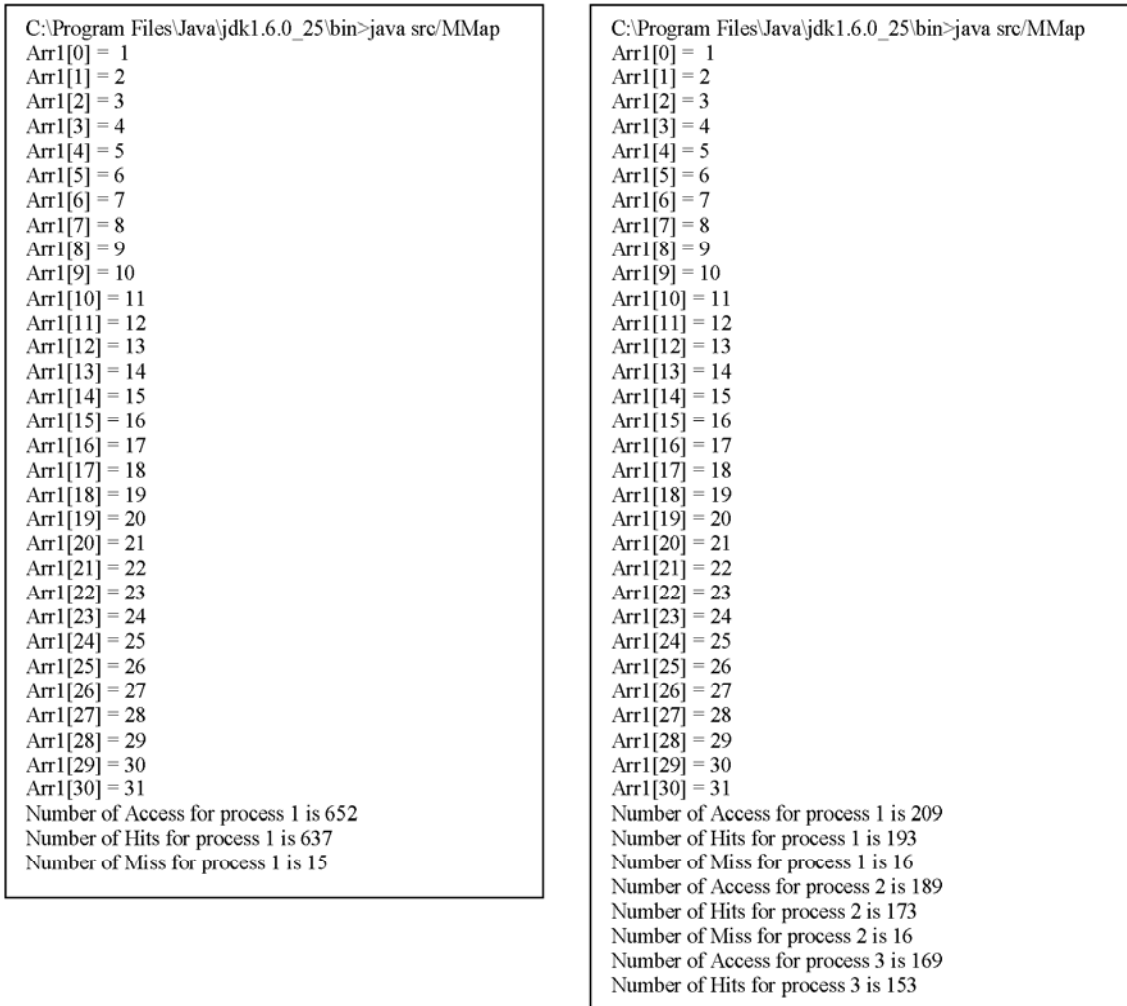 C:\Program Files\Java\jdk1.6.0_25\bin>java src/MMap
Arr1[0] = 1
Arr1[1] = 2
Arr1[2] = 3
Arr1[3] = 4
Arr1[4] = 5
Arr1[5] = 6
Arr1[6] = 7
Arr1[7] = 8
Arr1[8] = 9
Arr1[9] = 10
Arr1[10] = 11
Arr1[11] = 12
Arr1[12] = 13
Arr1[13] = 14
Arr1[14] = 15
Arr1[15] = 16
Arr1[16] = 17
Arr1[17] = 18
Arr1[18] = 19
Arr1[19] = 20
Arr1[20] = 21
Arr1[21] = 22
Arr1[22] = 23
Arr1[23] = 24
Arr1[24] = 25
Arr1[25] = 26
Arr1[26] = 27
Arr1[27] = 28
Arr1[28] = 29
Arr1[29] = 30
Arr1[30] = 31
Number of Access for process 1 is 652
Number of Hits for process 1 is 637
Number of Miss for process 1 is 15
C:\Program Files\Java\jdk1.6.0_25\bin>java src/MMap
Arr1[0] = 1
Arr1[1] = 2
Arr1[2] = 3
Arr1[3] = 4
Arr1[4] = 5
Arr1[5] = 6
Arr1[6] = 7
Arr1[7] = 8
Arr1[8] = 9
Arr1[9] = 10
Arr1[10] = 11
Arr1[11] = 12
Arr1[12] = 13
Arr1[13] = 14
Arr1[14] = 15
Arr1[15] = 16
Arr1[16] = 17
Arr1[17] = 18
Arr1[18] = 19
Arr1[19] = 20
Arr1[20] = 21
Arr1[21] = 22
Arr1[22] = 23
Arr1[23] = 24
Arr1[24] = 25
Arr1[25] = 26
Arr1[26] = 27
Arr1[27] = 28
Arr1[28] = 29
Arr1[29] = 30
Arr1[30] = 31
Number of Access for process 1 is 209
Number of Hits for process 1 is 193
Number of Miss for process 1 is 16
Number of Access for process 2 is 189
Number of Hits for process 2 is 173
Number of Miss for process 2 is 16
Number of Access for process 3 is 169
Number of Hits for process 3 is 153